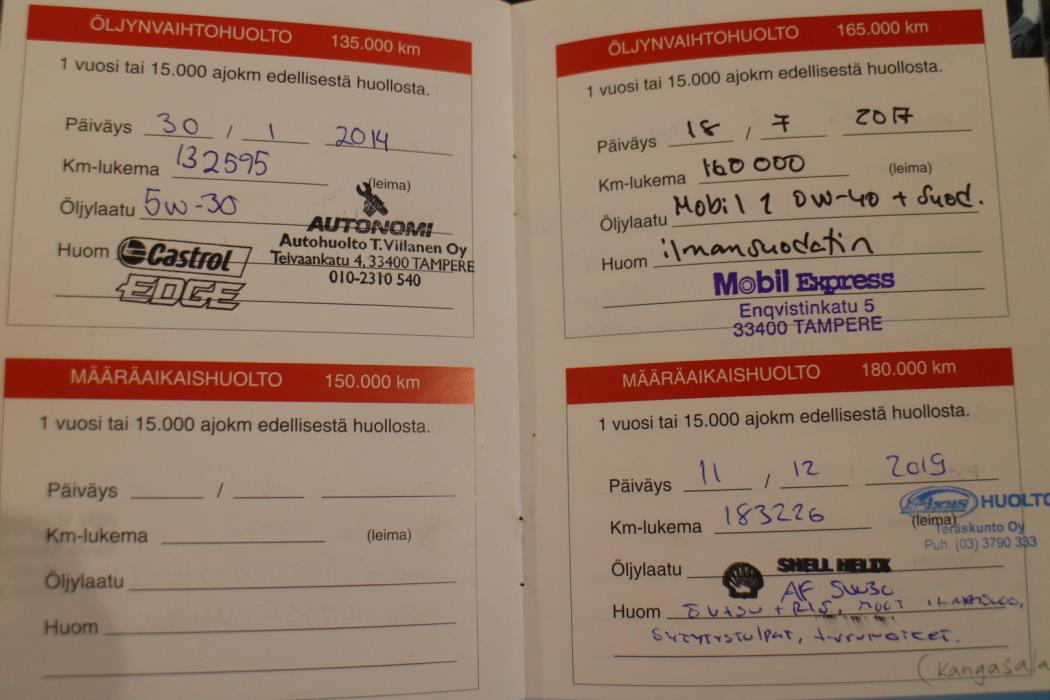 ÖLJYNVAIHTOHUOLTO 135.000 km
1 vuosi tai 15.000 ajokm edellisestä huollosta.
Päiväys 30 / 1 2014
Km-lukema 132595
(leima)
Öljylaatu 5W-30
AUTONOMI
Autohuolto T. Viilanen Oy
Teivaankatu 4, 33400 TAMPERE
010-2310 540
Huom Castrol
EDGE
MÄÄRÄAIKAISHUOLTO 150.000 km
1 vuosi tai 15.000 ajokm edellisestä huollosta.
Päiväys /
Km-lukema (leima)
Öljylaatu
Huom
ÖLJYNVAIHTOHUOLTO 165.000 km
1 vuosi tai 15.000 ajokm edellisestä huollosta.
Päiväys 18 / 7 2017
Km-lukema 160 000 (leima)
Öljylaatu Mobil 1 0W-40 + Suod.
Huom ilmansuodatin
Mobil Express
Enqvistinkatu 5
33400 TAMPERE
MÄÄRÄAIKAISHUOLTO 180.000 km
1 vuosi tai 15.000 ajokm edellisestä huollosta.
Päiväys 11 / 12 2019
HUOLTO
Km-lukema 183226 (leima)
Teräskunto Oy
Puh. (03) 3790 333
Öljylaatu SHELL HELIX
AF 5W30
Huom
SYTYTYSTULPAT,
(Kangasala